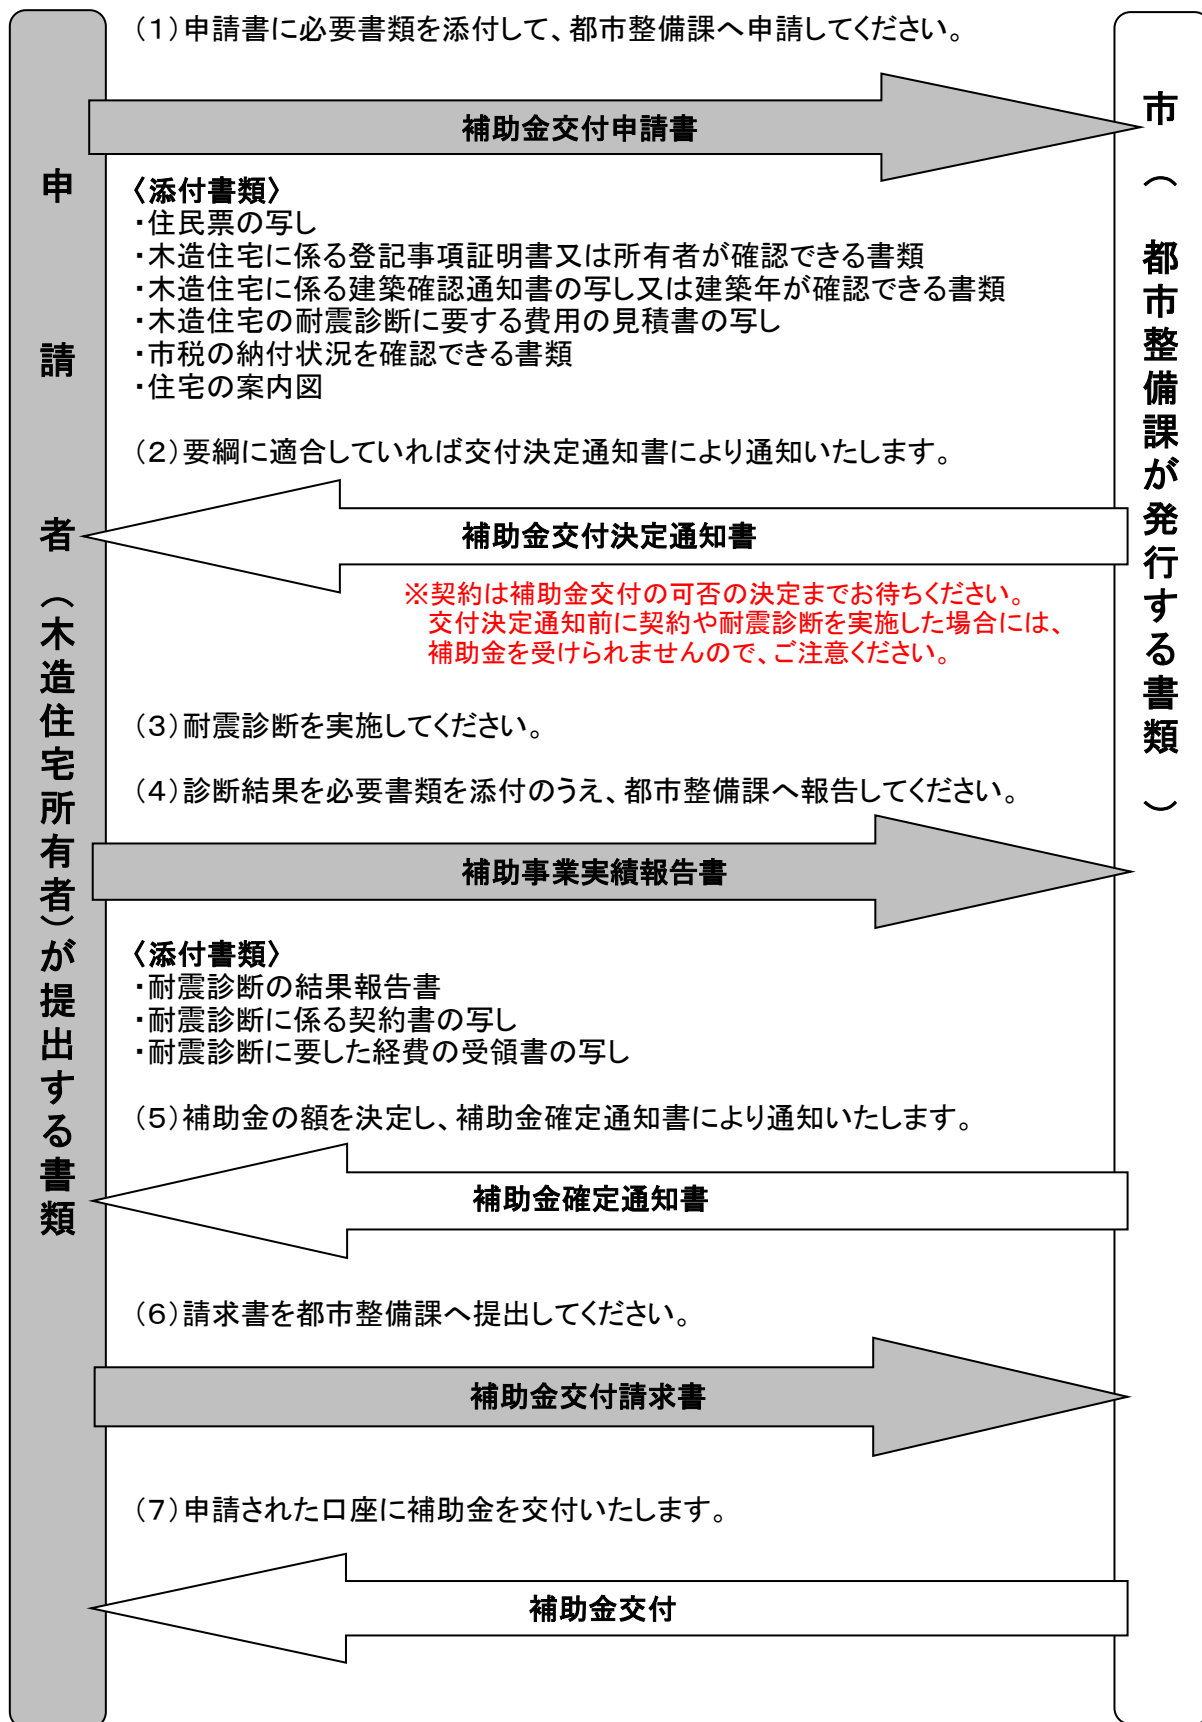 (1)申請書に必要書類を添付して、都市整備課へ申請してください。
補助金交付申請書
〈添付書類〉
・住民票の写し
・木造住宅に係る登記事項証明書又は所有者が確認できる書類
・木造住宅に係る建築確認通知書の写し又は建築年が確認できる書類
・木造住宅の耐震診断に要する費用の見積書の写し
・市税の納付状況を確認できる書類
・住宅の案内図
(2)要綱に適合していれば交付決定通知書により通知いたします。
補助金交付決定通知書
※契約は補助金交付の可否の決定までお待ちください。
交付決定通知前に契約や耐震診断を実施した場合には、
補助金を受けられませんので、ご注意ください。
(3)耐震診断を実施してください。
(4)診断結果を必要書類を添付のうえ、都市整備課へ報告してください。
補助事業実績報告書
〈添付書類〉
・耐震診断の結果報告書
・耐震診断に係る契約書の写し
・耐震診断に要した経費の受領書の写し
(5)補助金の額を決定し、補助金確定通知書により通知いたします。
補助金確定通知書
(6)請求書を都市整備課へ提出してください。
補助金交付請求書
(7)申請された口座に補助金を交付いたします。
補助金交付
申請者(木造住宅所有者)が提出する書類
市(都市整備課が発行する書類)